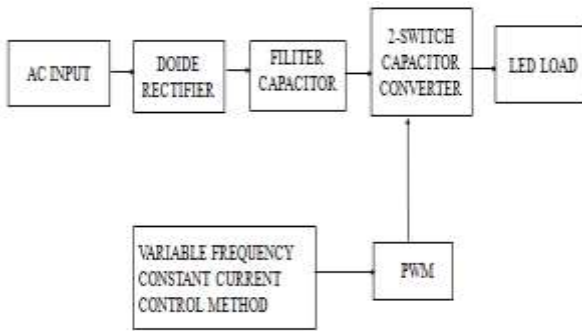 AC INPUT
DOIDE
RECTIFIER
FILITER
CAPACITOR
2-SWITCH
CAPACITOR
CONVERTER
LED LOAD
VARIABLE FREQUENCY
CONSTANT CURRENT
CONTROL METHOD
PWM